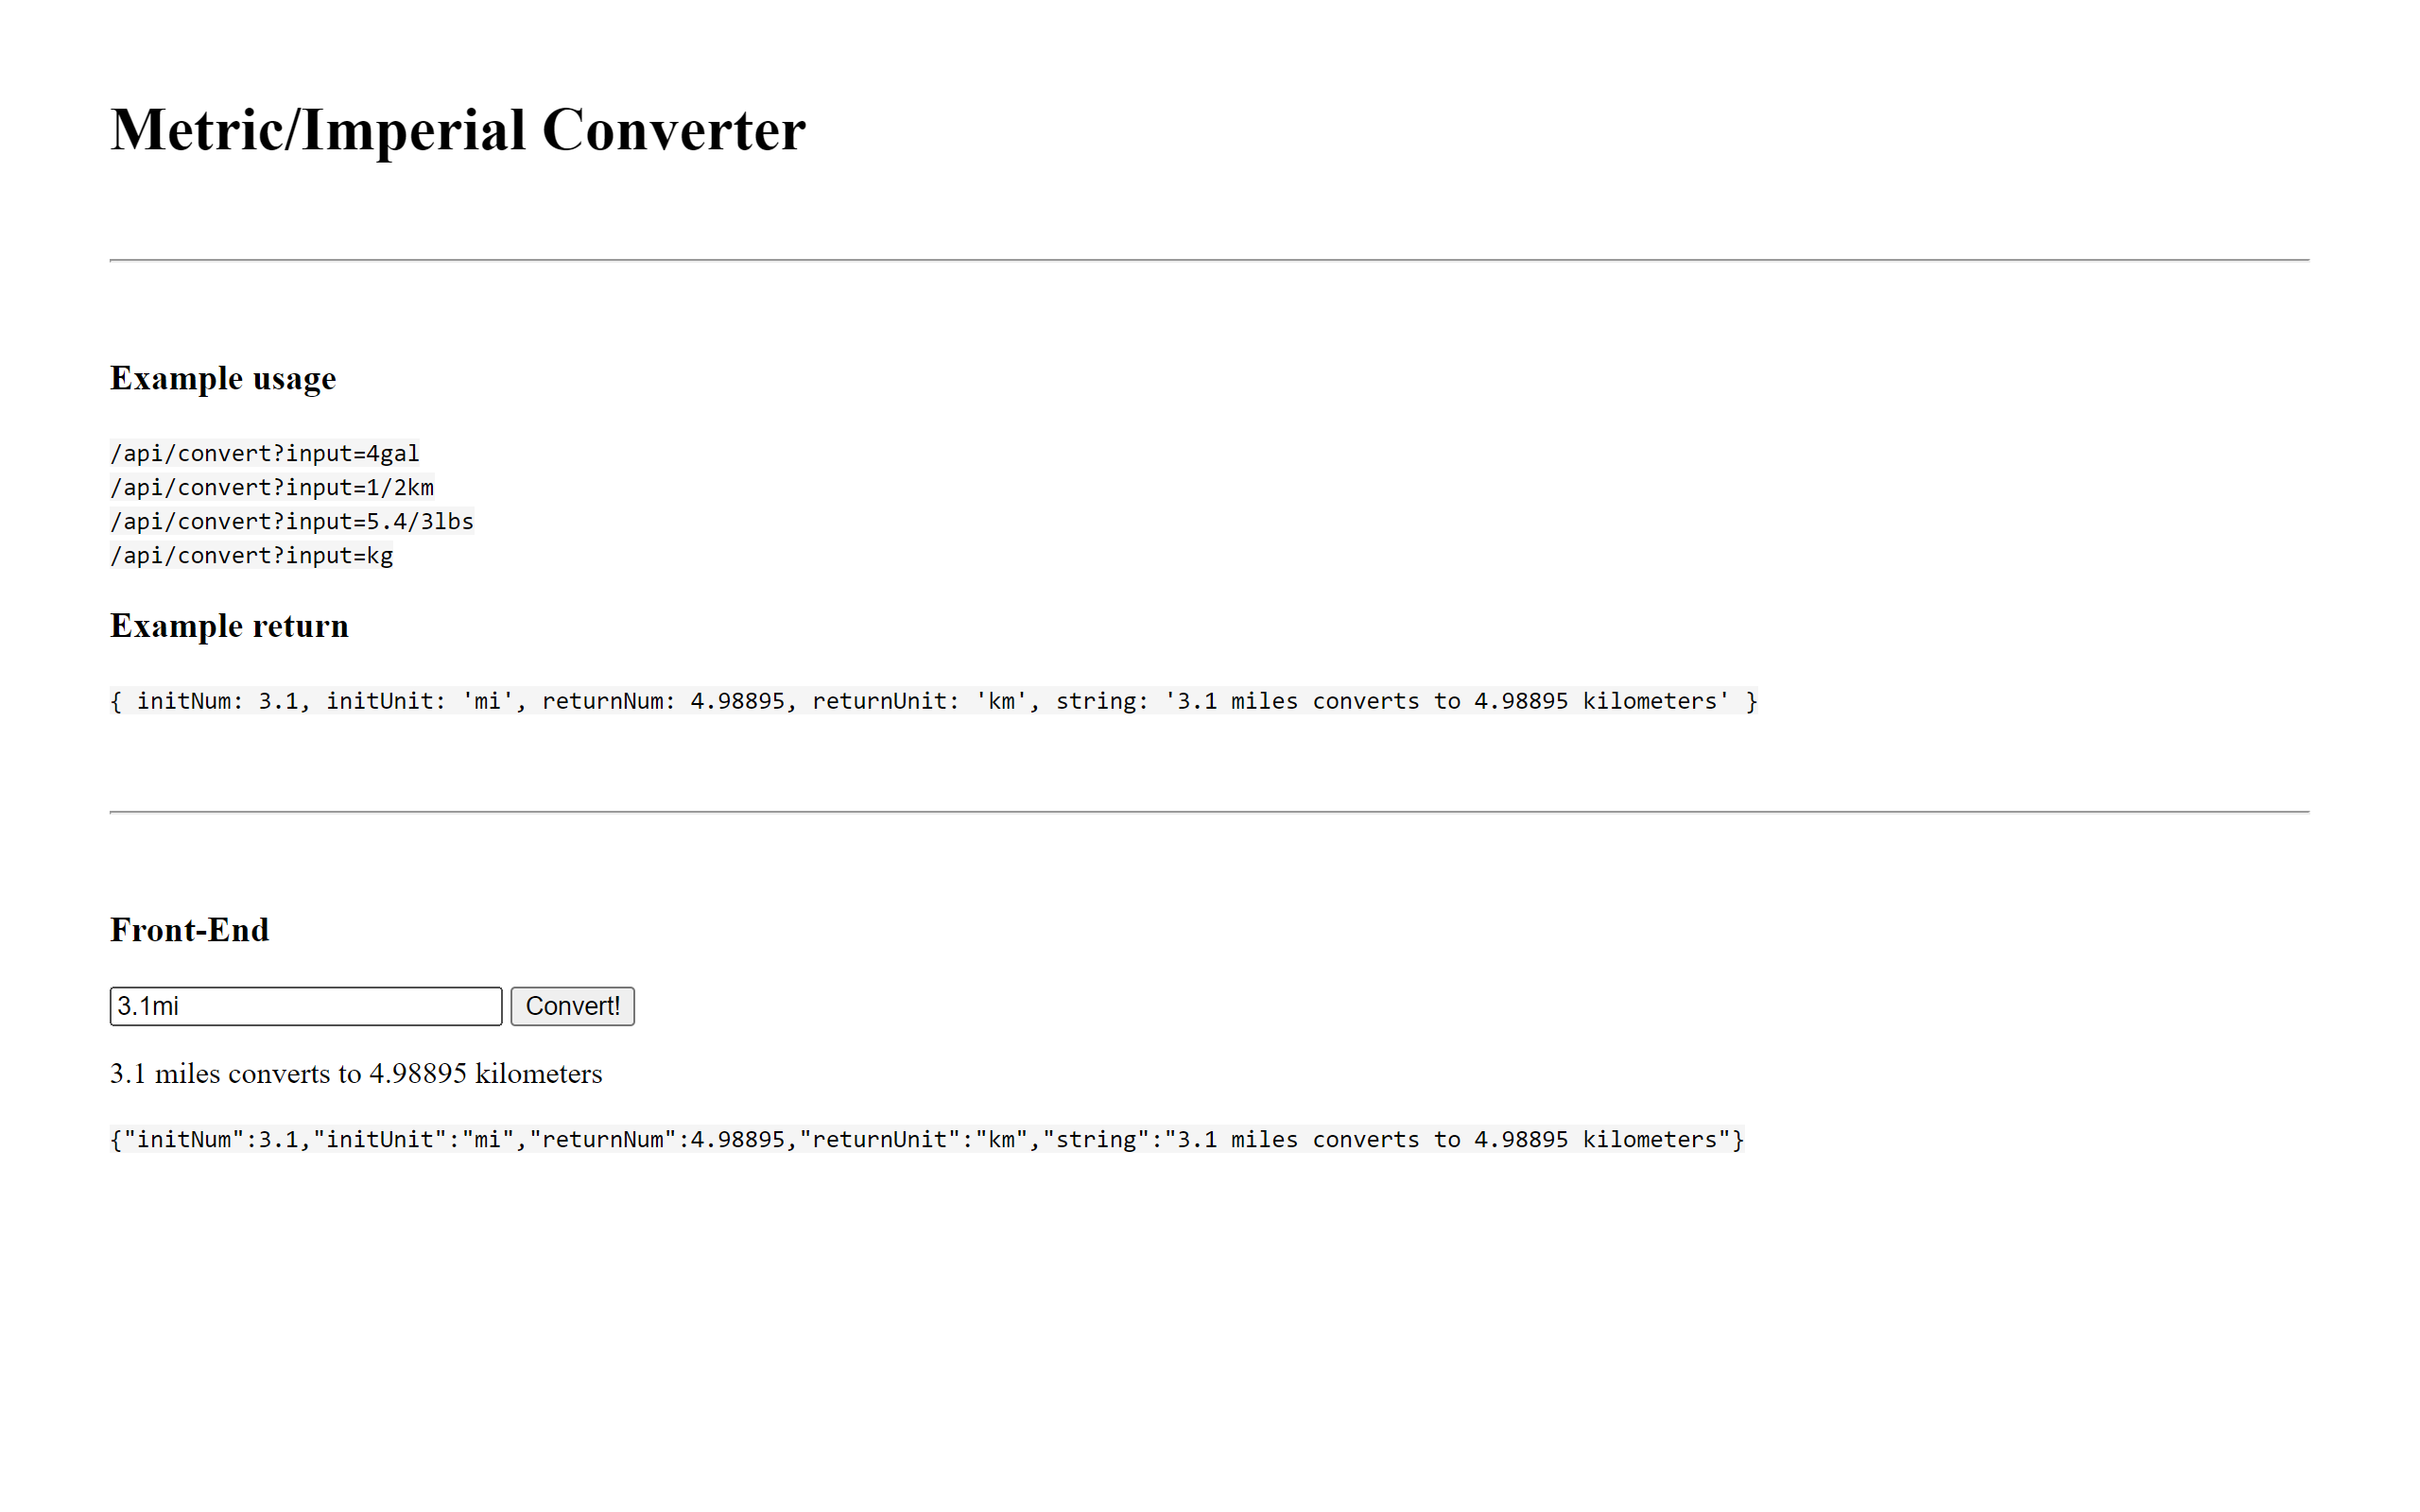 Metric/Imperial Converter
Example usage
/api/convert?input=4gal
/api/convert?input=1/2km
/api/convert?input=5.4/3lbs
/api/convert?input=kg
Example return
{ initNum: 3.1, initUnit: 'mi', returnNum: 4.98895, returnUnit: 'km', string: '3.1 miles converts to 4.98895 kilometers' }
Front-End
3.1mi Convert!
3.1 miles converts to 4.98895 kilometers
{"initNum":3.1,"initUnit":"mi","returnNum":4.98895,"returnUnit":"km","string":"3.1 miles converts to 4.98895 kilometers"}